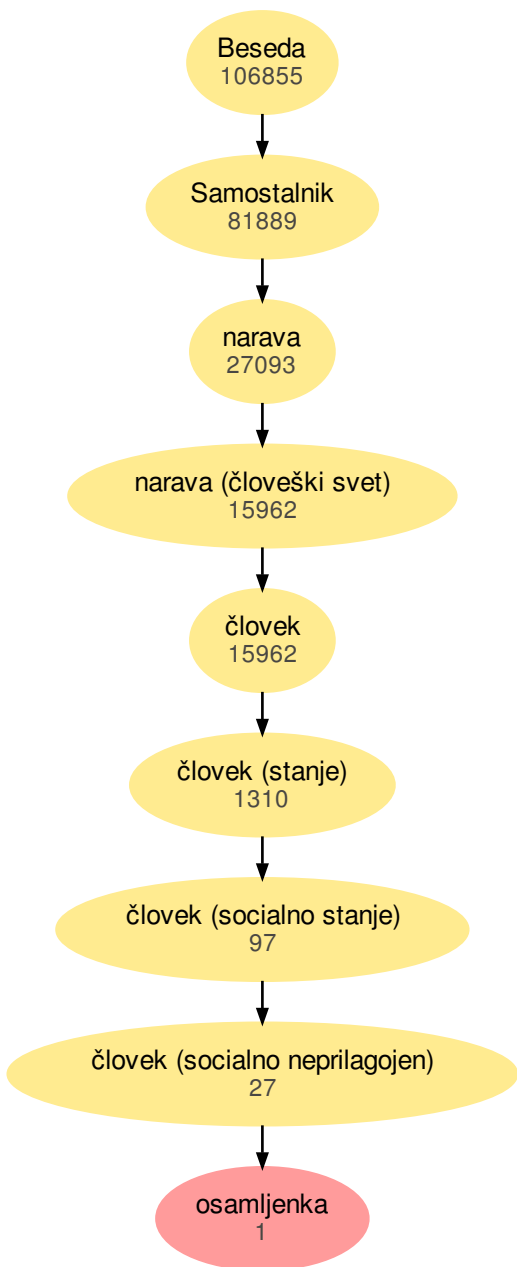 Beseda
106855
Samostalnik
81889
narava
27093
narava (človeški svet)
15962
človek
15962
človek (stanje)
1310
človek (socialno stanje)
97
človek (socialno neprilagojen)
27
osamljenka
1